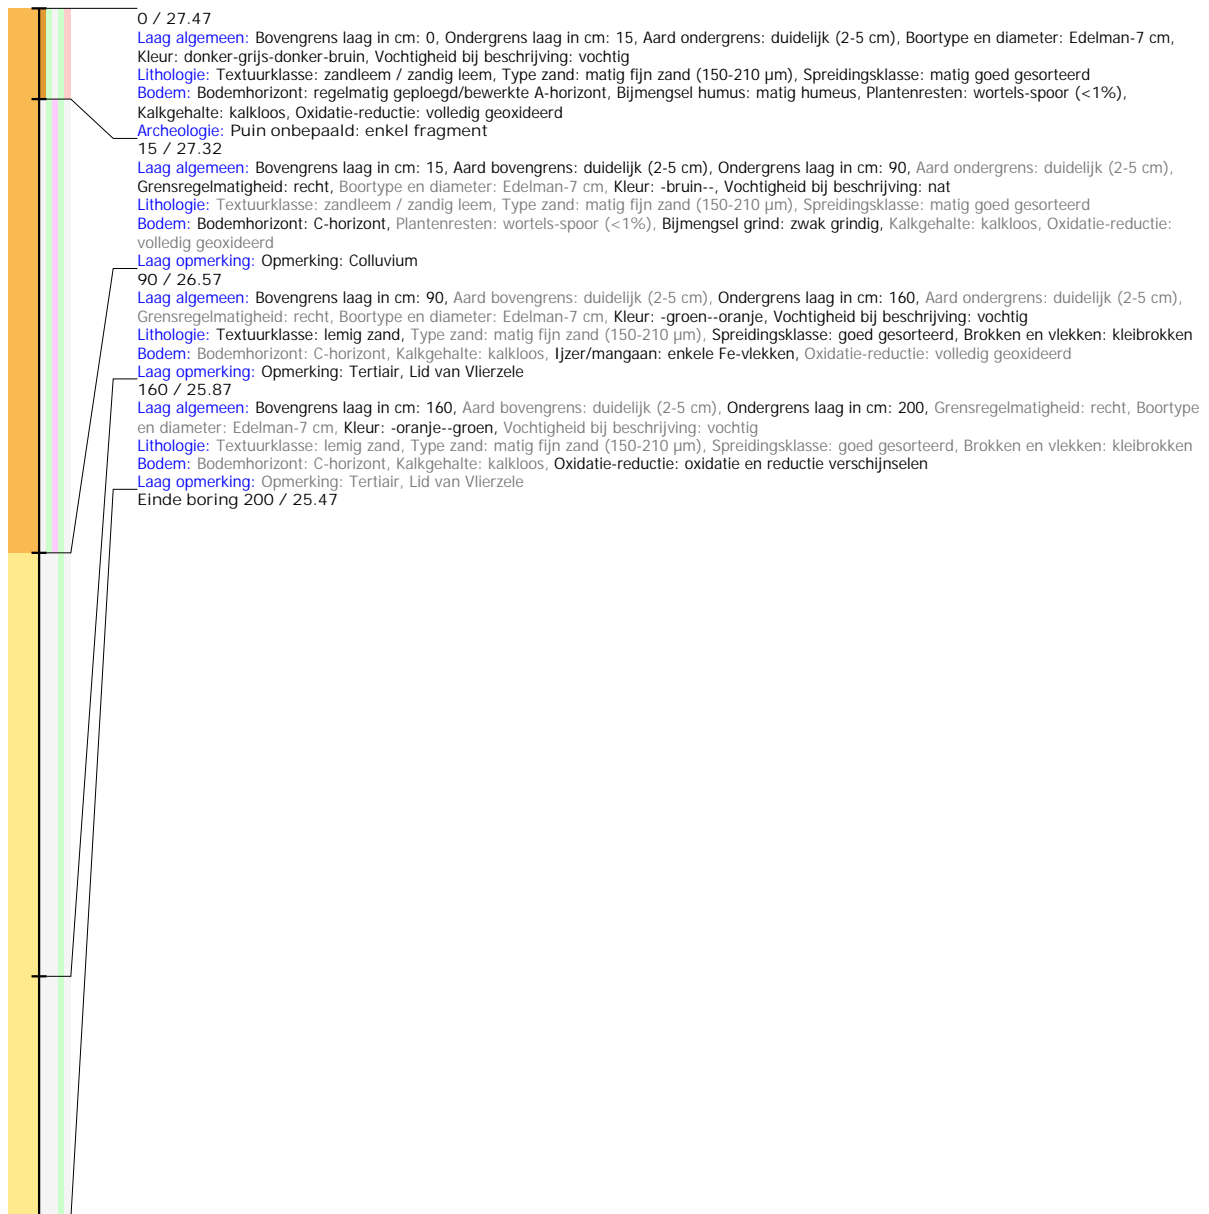 0 / 27.47
Laag algemeen: Bovengrens laag in cm: 0, Ondergrens laag in cm: 15, Aard ondergrens: duidelijk (2-5 cm), Boortype en diameter: Edelman-7 cm,
Kleur: donker-grijs-donker-bruin, Vochtigheid bij beschrijving: vochtig
Lithologie: Textuurklasse: zandleem / zandig leem, Type zand: matig fijn zand (150-210 µm), Spreidingsklasse: matig goed gesorteerd
Bodem: Bodemhorizont: regelmatig geploegd/bewerkte A-horizont, Bijmengsel humus: matig humeus, Plantenresten: wortels-spoor (<1%),
Kalkgehalte: kalkloos, Oxidatie-reductie: volledig geoxideerd
Archeologie: Puin onbepaald: enkel fragment
15 / 27.32
Laag algemeen: Bovengrens laag in cm: 15, Aard bovengrens: duidelijk (2-5 cm), Ondergrens laag in cm: 90, Aard ondergrens: duidelijk (2-5 cm),
Grensregelmatigheid: recht, Boortype en diameter: Edelman-7 cm, Kleur: -bruin--, Vochtigheid bij beschrijving: nat
Lithologie: Textuurklasse: zandleem / zandig leem, Type zand: matig fijn zand (150-210 µm), Spreidingsklasse: matig goed gesorteerd
Bodem: Bodemhorizont: C-horizont, Plantenresten: wortels-spoor (<1%), Bijmengsel grind: zwak grindig, Kalkgehalte: kalkloos, Oxidatie-reductie:
volledig geoxideerd
Laag opmerking: Opmerking: Colluvium
90 / 26.57
Laag algemeen: Bovengrens laag in cm: 90, Aard bovengrens: duidelijk (2-5 cm), Ondergrens laag in cm: 160, Aard ondergrens: duidelijk (2-5 cm),
Grensregelmatigheid: recht, Boortype en diameter: Edelman-7 cm, Kleur: -groen--oranje, Vochtigheid bij beschrijving: vochtig
Lithologie: Textuurklasse: lemig zand, Type zand: matig fijn zand (150-210 µm), Spreidingsklasse: goed gesorteerd, Brokken en vlekken: kleibrokken
Bodem: Bodemhorizont: C-horizont, Kalkgehalte: kalkloos, Ijzer/mangaan: enkele Fe-vlekken, Oxidatie-reductie: volledig geoxideerd
Laag opmerking: Opmerking: Tertiair, Lid van Vlierzele
160 / 25.87
Laag algemeen: Bovengrens laag in cm: 160, Aard bovengrens: duidelijk (2-5 cm), Ondergrens laag in cm: 200, Grensregelmatigheid: recht, Boortype
en diameter: Edelman-7 cm, Kleur: -oranje--groen, Vochtigheid bij beschrijving: vochtig
Lithologie: Textuurklasse: lemig zand, Type zand: matig fijn zand (150-210 µm), Spreidingsklasse: goed gesorteerd, Brokken en vlekken: kleibrokken
Bodem: Bodemhorizont: C-horizont, Kalkgehalte: kalkloos, Oxidatie-reductie: oxidatie en reductie verschijnselen
Laag opmerking: Opmerking: Tertiair, Lid van Vlierzele
Einde boring 200 / 25.47